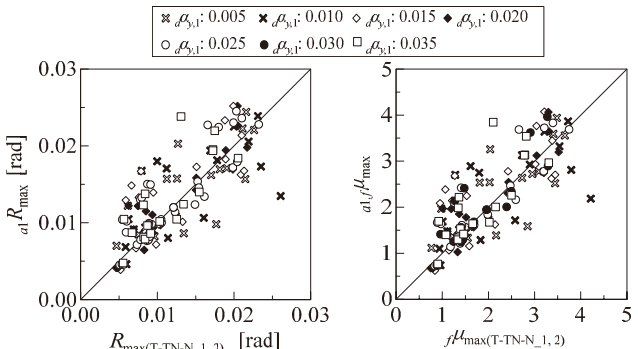 dαy,1: 0.005 dαy,1: 0.010 dαy,1: 0.015 dαy,1: 0.020
dαy,1: 0.025 dαy,1: 0.030 dαy,1: 0.035
a1Rmax [rad]
0.03
0.02
0.01
0.00
0.00 0.01 0.02 0.03
Rmax(T-TN-N_1, 2) [rad]
a1.fμmax
5
4
3
2
1
0
0 1 2 3 4 5
fμmax(T-TN-N_1, 2)